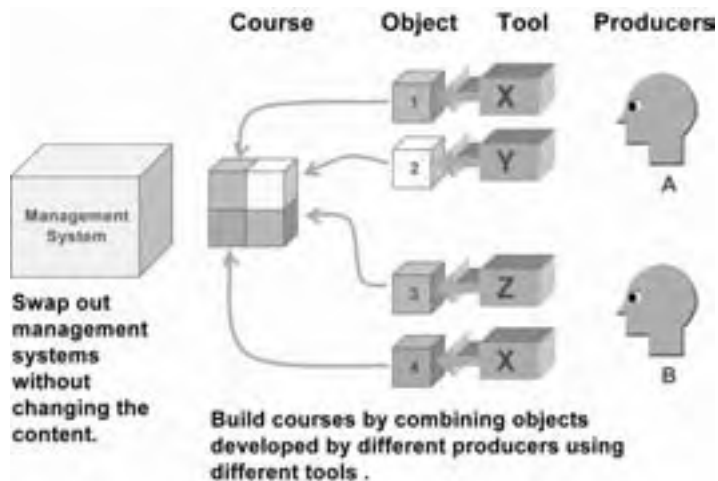 Course Object Tool Producers
1 X
2 Y
A
Management
System
3 Z
4 X
B
Swap out
management
systems
without
changing the
content.
Build courses by combining objects
developed by different producers using
different tools .